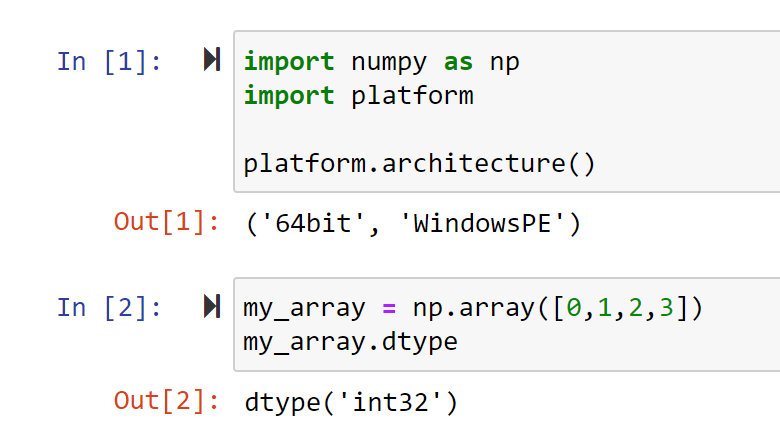 In [1]: import numpy as np
import platform
platform.architecture()
Out[1]: ('64bit', 'WindowsPE')
In [2]: my_array = np.array([0,1,2,3])
my_array.dtype
Out[2]: dtype('int32')